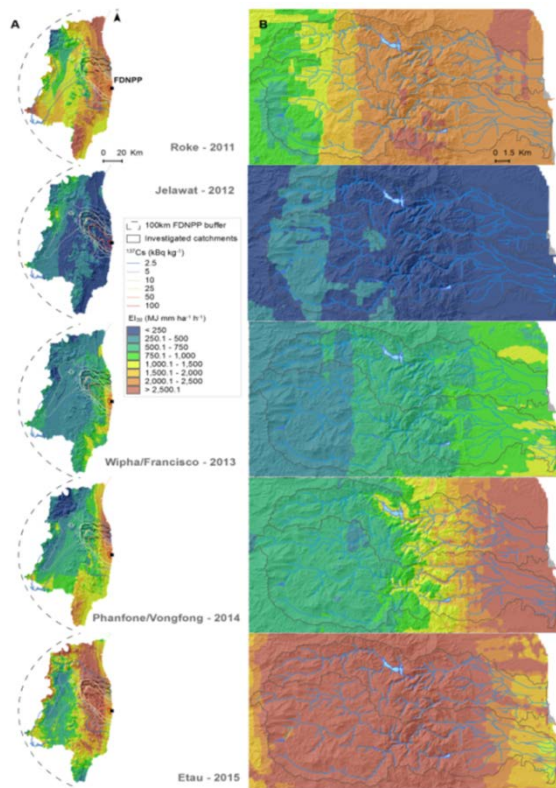 A
B
FDNPP
0 20 Km
0 1.5 Km
Roke - 2011
Jelawat - 2012
100km FDNPP buffer
Investigated catchments
¹³⁷Cs (kBq kg⁻¹)
2.5
5
10
25
50
100
EI₃₀ (MJ mm ha⁻¹ h⁻¹)
< 250
250.1 - 500
500.1 - 750
750.1 - 1,000
1,000.1 - 1,500
1,500.1 - 2,000
2,000.1 - 2,500
> 2,500.1
Wipha/Francisco - 2013
Phanfone/Vongfong - 2014
Etau - 2015